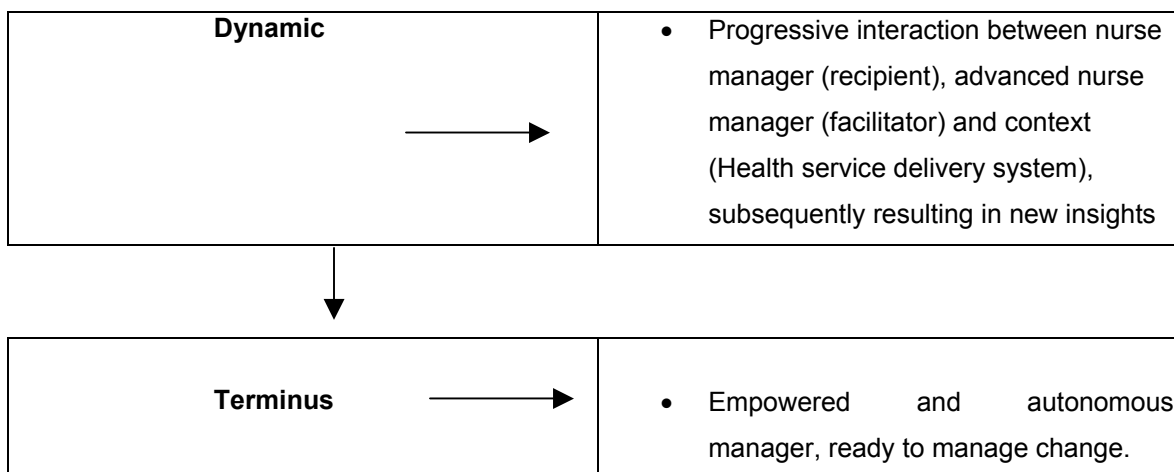 Dynamic
• Progressive interaction between nurse
manager (recipient), advanced nurse
manager (facilitator) and context
(Health service delivery system),
subsequently resulting in new insights
Terminus
• Empowered and autonomous
manager, ready to manage change.